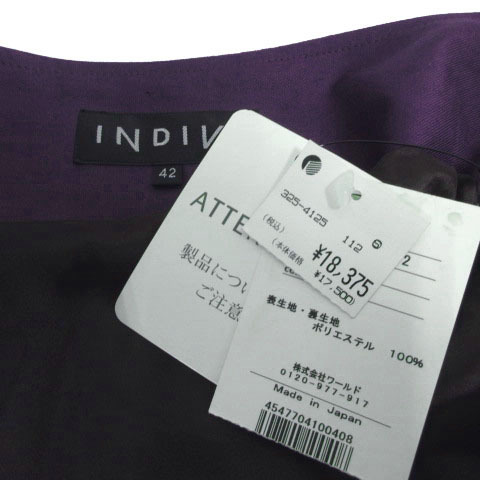 INDIV
42
ATTE
製品につい
ご注意
325-4125
112 6
(税込) ¥18,375
(本体価格 ¥17,500)
2
表生地・裏生地
ポリエステル 100%
株式会社ワールド
0120-977-917
Made in Japan
4547704100408